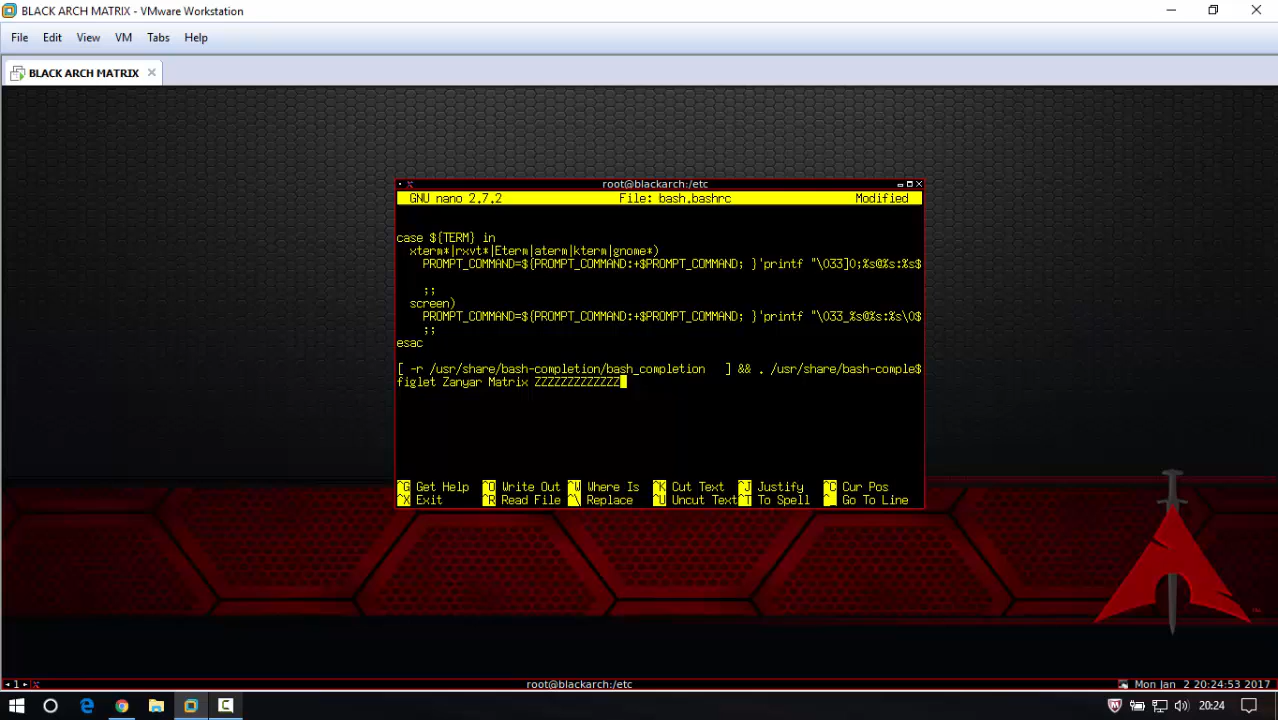 BLACK ARCH MATRIX - VMware Workstation
File Edit View VM Tabs Help
BLACK ARCH MATRIX
root@blackarch:/etc
GNU nano 2.7.2 File: bash.bashrc Modified
case ${TERM} in
xterm*|rxvt*|Eterm|aterm|kterm|gnome*)
PROMPT_COMMAND=${PROMPT_COMMAND:+$PROMPT_COMMAND; }'printf "\033]0;%s@%s:%s$
;;
screen)
PROMPT_COMMAND=${PROMPT_COMMAND:+$PROMPT_COMMAND; }'printf "\033_%s@%s:%s\0$
;;
esac
[ -r /usr/share/bash-completion/bash_completion ] && . /usr/share/bash-comple$
figlet Zanyar Matrix ZZZZZZZZZZZZZ
^G Get Help ^O Write Out ^W Where Is ^K Cut Text ^J Justify ^C Cur Pos
^X Exit ^R Read File ^\ Replace ^U Uncut Text ^T To Spell ^_ Go To Line
1 root@blackarch:/etc Mon Jan 2 20:24:53 2017
20:24